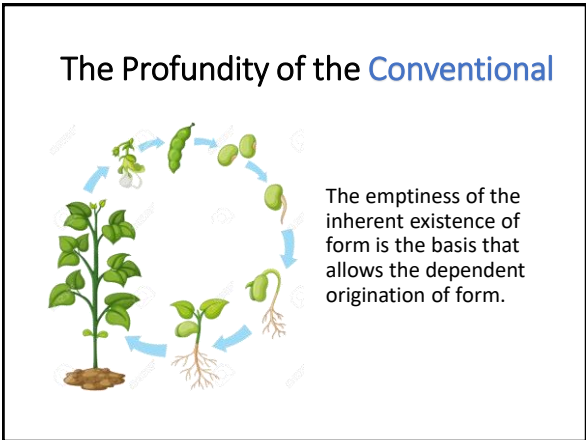 The Profundity of the Conventional
The emptiness of the
inherent existence of
form is the basis that
allows the dependent
origination of form.